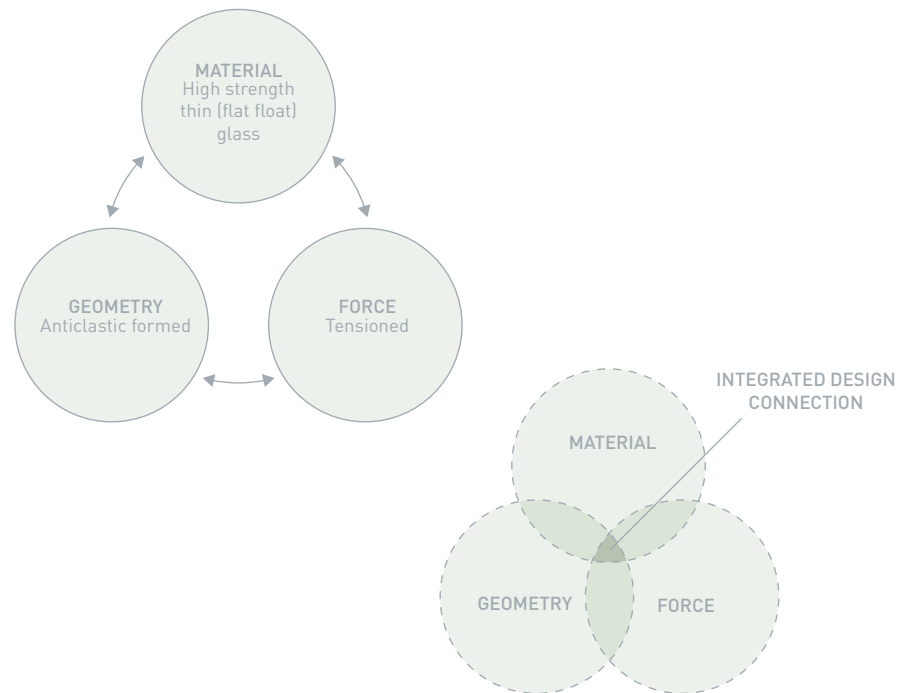 MATERIAL
High strength
thin (flat float)
glass
GEOMETRY
Anticlastic formed
FORCE
Tensioned
INTEGRATED DESIGN
CONNECTION
MATERIAL
GEOMETRY
FORCE